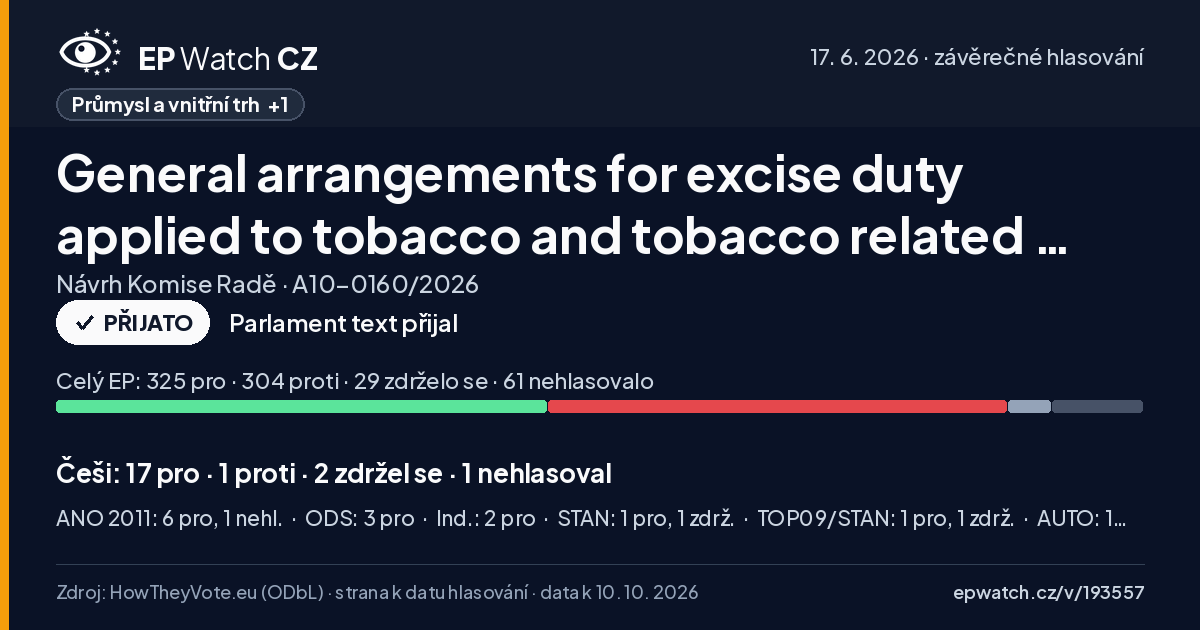 EP Watch CZ
17. 6. 2026 · závěrečné hlasování
Průmysl a vnitřní trh +1
General arrangements for excise duty
applied to tobacco and tobacco related …
Návrh Komise Radě · A10-0160/2026
✓ PŘIJATO Parlament text přijal
Celý EP: 325 pro · 304 proti · 29 zdrželo se · 61 nehlasovalo
Češi: 17 pro · 1 proti · 2 zdržel se · 1 nehlasoval
ANO 2011: 6 pro, 1 nehl. · ODS: 3 pro · Ind.: 2 pro · STAN: 1 pro, 1 zdrž. · TOP09/STAN: 1 pro, 1 zdrž. · AUTO: 1…
Zdroj: HowTheyVote.eu (ODbL) · strana k datu hlasování · data k 10. 10. 2026
epwatch.cz/v/193557